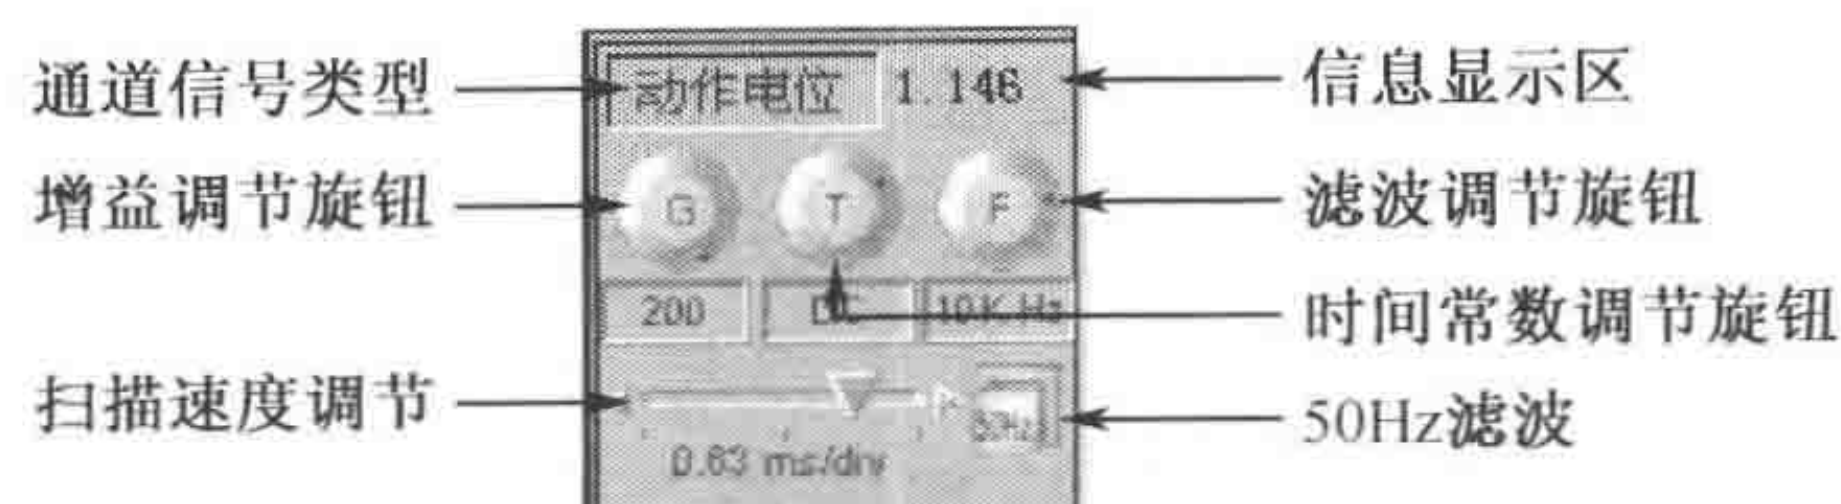 通道信号类型
动作电位 1.146
信息显示区
增益调节旋钮
G T F
滤波调节旋钮
200
10K Hz
时间常数调节旋钮
扫描速度调节
50Hz
50Hz滤波
0.63 ms/div